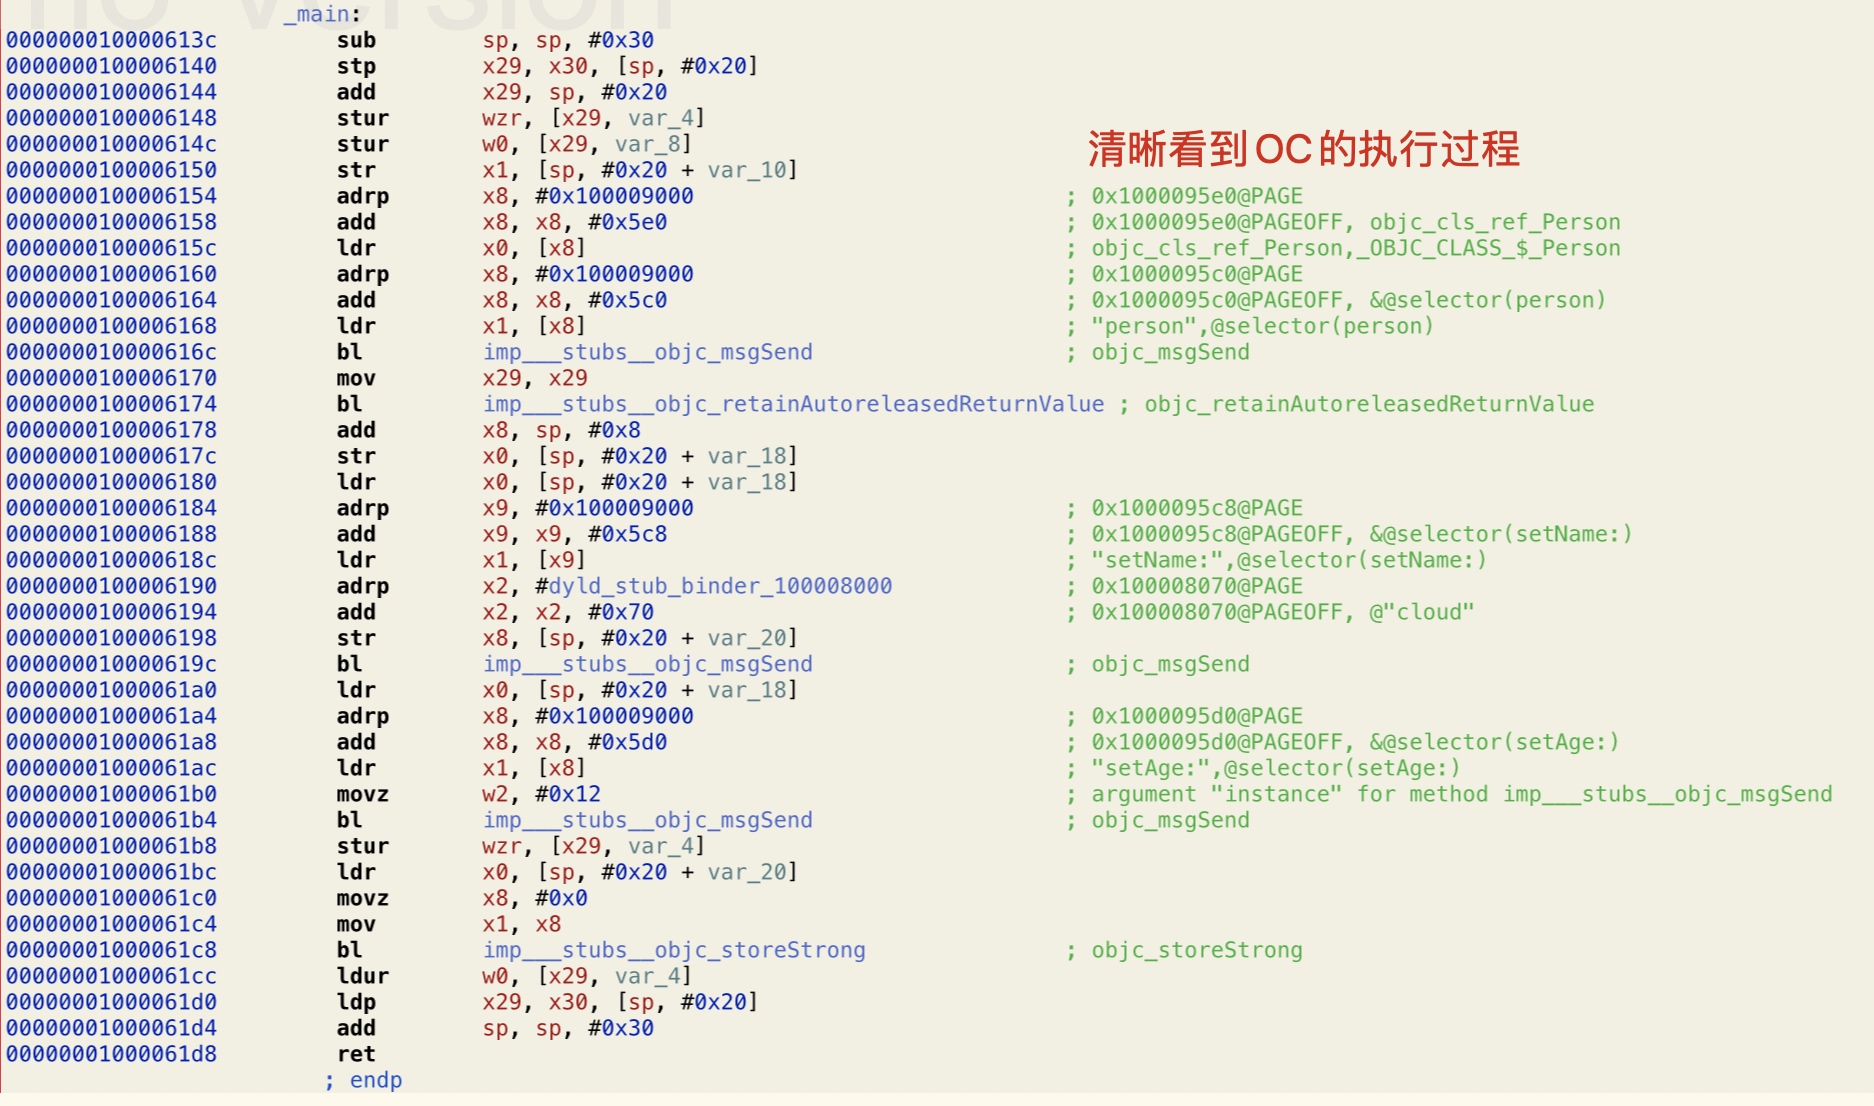 no version
_main:
000000010000613c sub sp, sp, #0x30
0000000100006140 stp x29, x30, [sp, #0x20]
0000000100006144 add x29, sp, #0x20
0000000100006148 stur wzr, [x29, var_4]
000000010000614c stur w0, [x29, var_8]
清晰看到OC的执行过程
0000000100006150 str x1, [sp, #0x20 + var_10]
0000000100006154 adrp x8, #0x100009000 ; 0x1000095e0@PAGE
0000000100006158 add x8, x8, #0x5e0 ; 0x1000095e0@PAGEOFF, objc_cls_ref_Person
000000010000615c ldr x0, [x8] ; objc_cls_ref_Person,_OBJC_CLASS_$_Person
0000000100006160 adrp x8, #0x100009000 ; 0x1000095c0@PAGE
0000000100006164 add x8, x8, #0x5c0 ; 0x1000095c0@PAGEOFF, &@selector(person)
0000000100006168 ldr x1, [x8] ; "person",@selector(person)
000000010000616c bl imp___stubs__objc_msgSend ; objc_msgSend
0000000100006170 mov x29, x29
0000000100006174 bl imp___stubs__objc_retainAutoreleasedReturnValue ; objc_retainAutoreleasedReturnValue
0000000100006178 add x8, sp, #0x8
000000010000617c str x0, [sp, #0x20 + var_18]
0000000100006180 ldr x0, [sp, #0x20 + var_18]
0000000100006184 adrp x9, #0x100009000 ; 0x1000095c8@PAGE
0000000100006188 add x9, x9, #0x5c8 ; 0x1000095c8@PAGEOFF, &@selector(setName:)
000000010000618c ldr x1, [x9] ; "setName:",@selector(setName:)
0000000100006190 adrp x2, #dyld_stub_binder_100008000 ; 0x100008070@PAGE
0000000100006194 add x2, x2, #0x70 ; 0x100008070@PAGEOFF, @"cloud"
0000000100006198 str x8, [sp, #0x20 + var_20]
000000010000619c bl imp___stubs__objc_msgSend ; objc_msgSend
00000001000061a0 ldr x0, [sp, #0x20 + var_18]
00000001000061a4 adrp x8, #0x100009000 ; 0x1000095d0@PAGE
00000001000061a8 add x8, x8, #0x5d0 ; 0x1000095d0@PAGEOFF, &@selector(setAge:)
00000001000061ac ldr x1, [x8] ; "setAge:",@selector(setAge:)
00000001000061b0 movz w2, #0x12 ; argument "instance" for method imp___stubs__objc_msgSend
00000001000061b4 bl imp___stubs__objc_msgSend ; objc_msgSend
00000001000061b8 stur wzr, [x29, var_4]
00000001000061bc ldr x0, [sp, #0x20 + var_20]
00000001000061c0 movz x8, #0x0
00000001000061c4 mov x1, x8
00000001000061c8 bl imp___stubs__objc_storeStrong ; objc_storeStrong
00000001000061cc ldur w0, [x29, var_4]
00000001000061d0 ldp x29, x30, [sp, #0x20]
00000001000061d4 add sp, sp, #0x30
00000001000061d8 ret
; endp